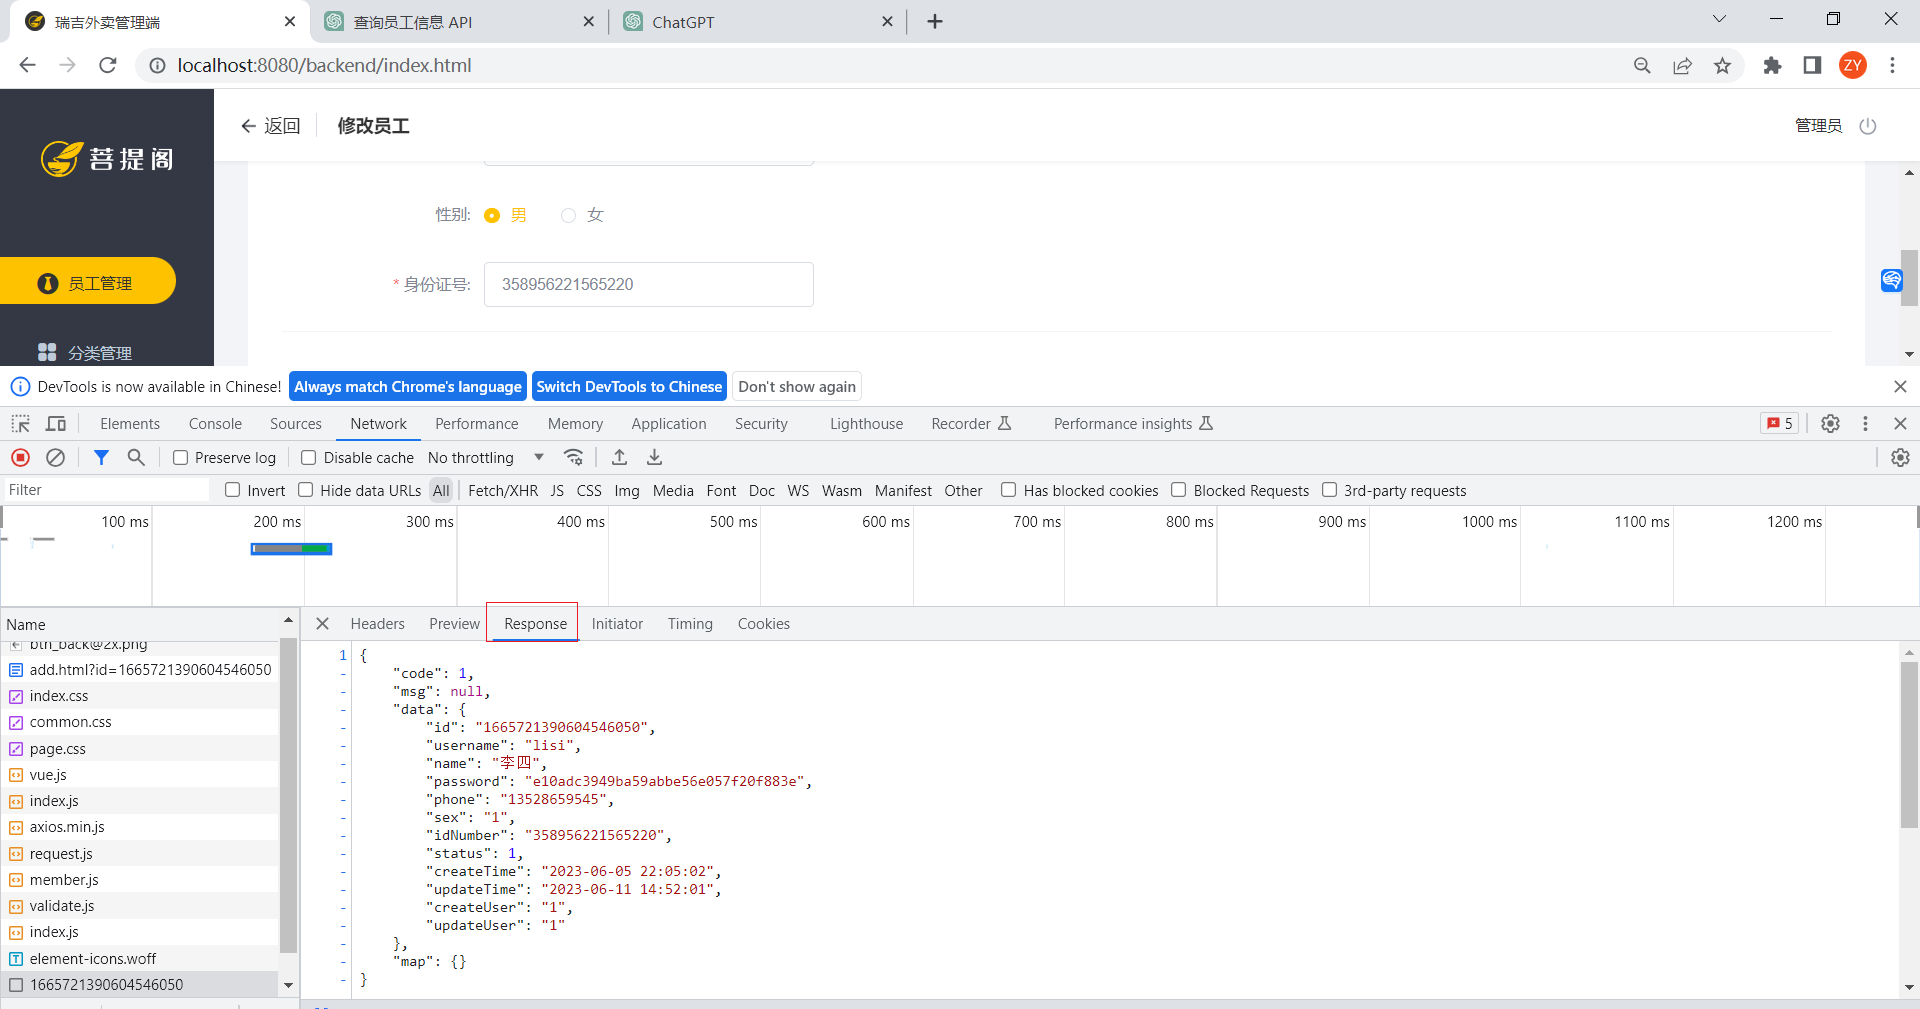 瑞吉外卖管理端
查询员工信息 API
ChatGPT
localhost:8080/backend/index.html
ZY
菩提阁
返回
修改员工
管理员
性别:
男
女
* 身份证号:
358956221565220
员工管理
分类管理
DevTools is now available in Chinese!
Always match Chrome's language
Switch DevTools to Chinese
Don't show again
Elements
Console
Sources
Network
Performance
Memory
Application
Security
Lighthouse
Recorder
Performance insights
5
Preserve log
Disable cache
No throttling
Filter
Invert
Hide data URLs
All
Fetch/XHR
JS
CSS
Img
Media
Font
Doc
WS
Wasm
Manifest
Other
Has blocked cookies
Blocked Requests
3rd-party requests
100 ms
200 ms
300 ms
400 ms
500 ms
600 ms
700 ms
800 ms
900 ms
1000 ms
1100 ms
1200 ms
Name
btn_back@2x.png
add.html?id=1665721390604546050
index.css
common.css
page.css
vue.js
index.js
axios.min.js
request.js
member.js
validate.js
index.js
element-icons.woff
1665721390604546050
Headers
Preview
Response
Initiator
Timing
Cookies
1
{
"code": 1,
"msg": null,
"data": {
"id": "1665721390604546050",
"username": "lisi",
"name": "李四",
"password": "e10adc3949ba59abbe56e057f20f883e",
"phone": "13528659545",
"sex": "1",
"idNumber": "358956221565220",
"status": 1,
"createTime": "2023-06-05 22:05:02",
"updateTime": "2023-06-11 14:52:01",
"createUser": "1",
"updateUser": "1"
},
"map": {}
}